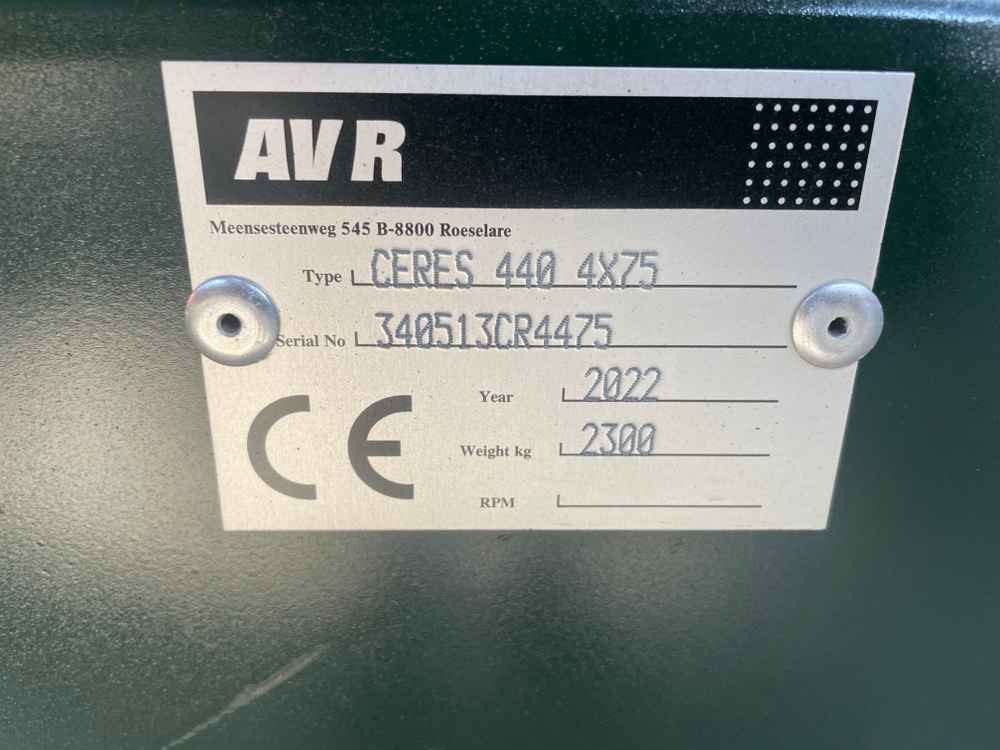 AVR
Meensesteenweg 545 B-8800 Roeselare
Type CERES 440 4X75
Serial No 340513CR4475
Year 2022
Weight kg 2300
RPM
CE